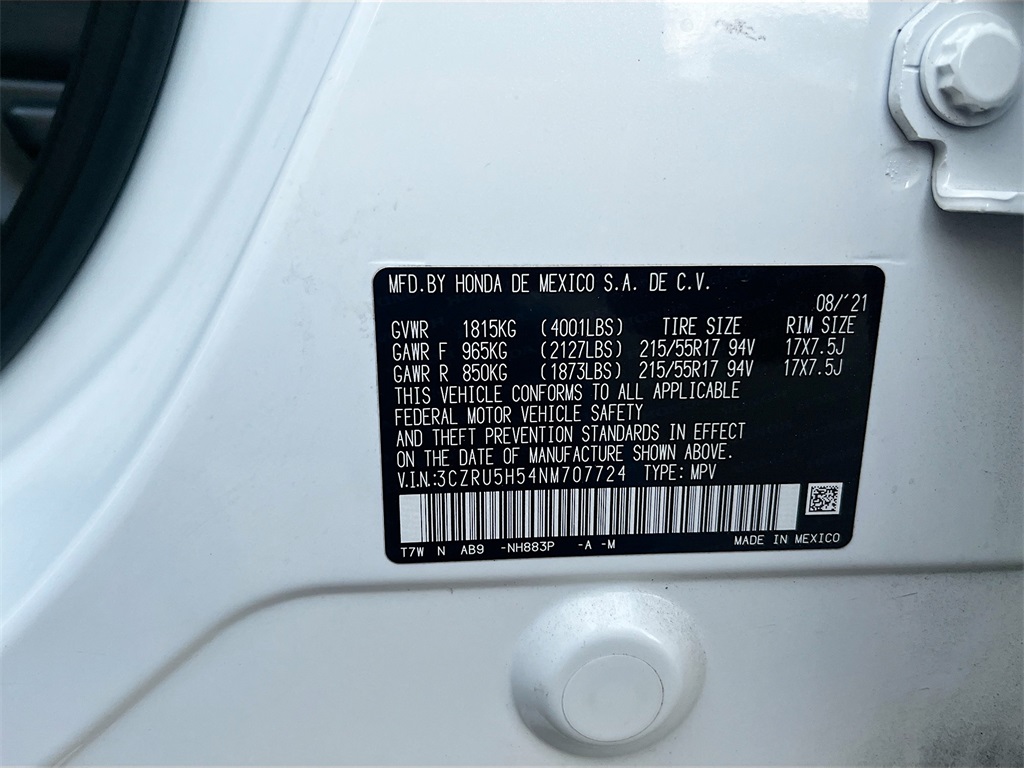 MFD.BY HONDA DE MEXICO S.A. DE C.V.
08/'21
GVWR 1815KG (4001LBS) TIRE SIZE RIM SIZE
GAWR F 965KG (2127LBS) 215/55R17 94V 17X7.5J
GAWR R 850KG (1873LBS) 215/55R17 94V 17X7.5J
THIS VEHICLE CONFORMS TO ALL APPLICABLE
FEDERAL MOTOR VEHICLE SAFETY
AND THEFT PREVENTION STANDARDS IN EFFECT
ON THE DATE OF MANUFACTURE SHOWN ABOVE.
V.I.N.:3CZRU5H54NM707724 TYPE: MPV
T7W N AB9 -NH883P -A -M MADE IN MEXICO